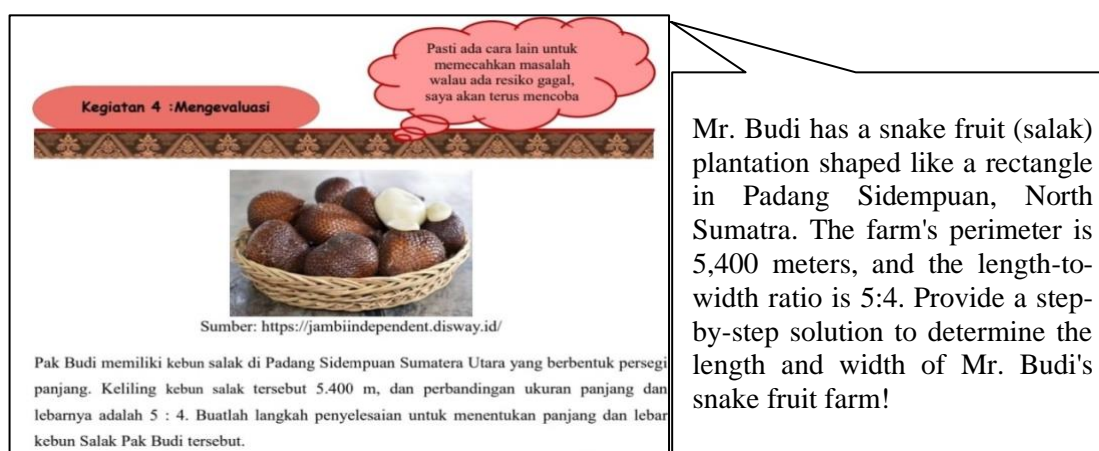 Pasti ada cara lain untuk
memecahkan masalah
walau ada resiko gagal,
saya akan terus mencoba
Kegiatan 4 :Mengevaluasi
Sumber: https://jambiindependent.disway.id/
Pak Budi memiliki kebun salak di Padang Sidempuan Sumatera Utara yang berbentuk persegi
panjang. Keliling kebun salak tersebut 5.400 m, dan perbandingan ukuran panjang dan
lebarnya adalah 5 : 4. Buatlah langkah penyelesaian untuk menentukan panjang dan lebar
kebun Salak Pak Budi tersebut.
Mr. Budi has a snake fruit (salak)
plantation shaped like a rectangle
in Padang Sidempuan, North
Sumatra. The farm's perimeter is
5,400 meters, and the length-to-
width ratio is 5:4. Provide a step-
by-step solution to determine the
length and width of Mr. Budi's
snake fruit farm!